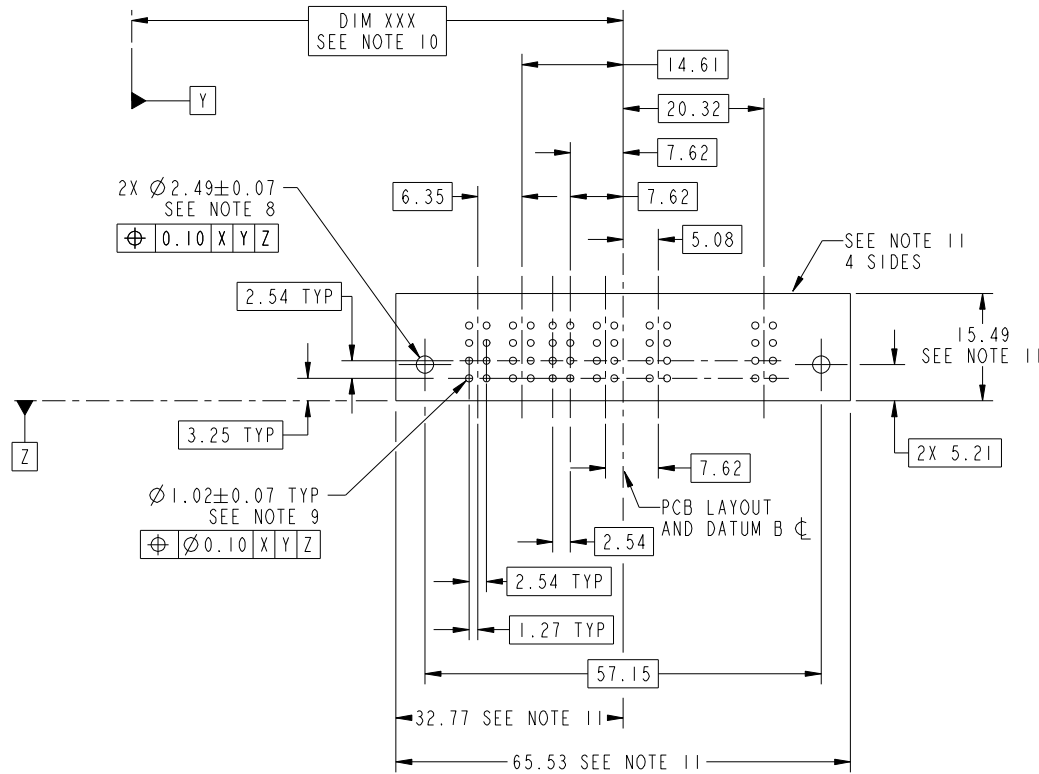 DIM XXX
SEE NOTE 10
14.61
Y
20.32
7.62
2X Ø2.49±0.07
SEE NOTE 8
⌖ 0.10 X Y Z
6.35
7.62
5.08
SEE NOTE 11
4 SIDES
2.54 TYP
15.49
SEE NOTE 11
3.25 TYP
Z
2X 5.21
7.62
Ø1.02±0.07 TYP
SEE NOTE 9
⌖ Ø0.10 X Y Z
PCB LAYOUT
AND DATUM B ℄
2.54
2.54 TYP
1.27 TYP
57.15
32.77 SEE NOTE 11
65.53 SEE NOTE 11